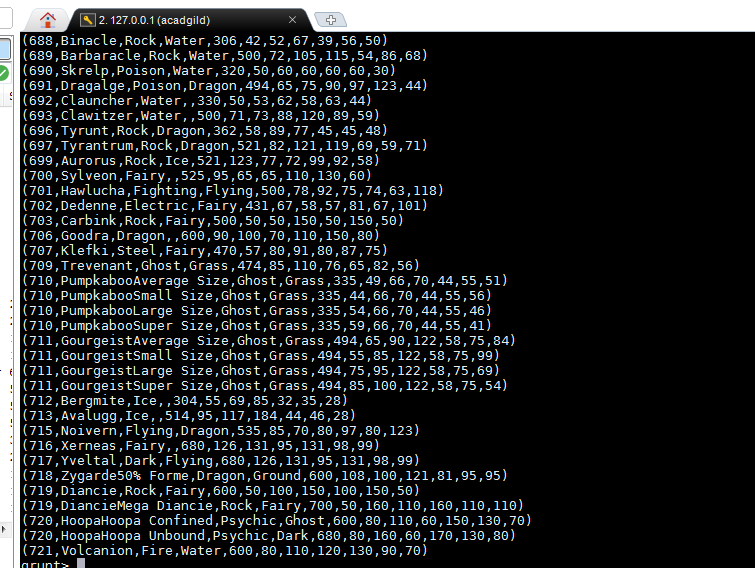 2. 127.0.0.1 (acadgild)
(688,Binacle,Rock,Water,306,42,52,67,39,56,50)
(689,Barbaracle,Rock,Water,500,72,105,115,54,86,68)
(690,Skrelp,Poison,Water,320,50,60,60,60,60,30)
(691,Dragalge,Poison,Dragon,494,65,75,90,97,123,44)
(692,Clauncher,Water,,330,50,53,62,58,63,44)
(693,Clawitzer,Water,,500,71,73,88,120,89,59)
(696,Tyrunt,Rock,Dragon,362,58,89,77,45,45,48)
(697,Tyrantrum,Rock,Dragon,521,82,121,119,69,59,71)
(699,Aurorus,Rock,Ice,521,123,77,72,99,92,58)
(700,Sylveon,Fairy,,525,95,65,65,110,130,60)
(701,Hawlucha,Fighting,Flying,500,78,92,75,74,63,118)
(702,Dedenne,Electric,Fairy,431,67,58,57,81,67,101)
(703,Carbink,Rock,Fairy,500,50,50,150,50,150,50)
(706,Goodra,Dragon,,600,90,100,70,110,150,80)
(707,Klefki,Steel,Fairy,470,57,80,91,80,87,75)
(709,Trevenant,Ghost,Grass,474,85,110,76,65,82,56)
(710,PumpkabooAverage Size,Ghost,Grass,335,49,66,70,44,55,51)
(710,PumpkabooSmall Size,Ghost,Grass,335,44,66,70,44,55,56)
(710,PumpkabooLarge Size,Ghost,Grass,335,54,66,70,44,55,46)
(710,PumpkabooSuper Size,Ghost,Grass,335,59,66,70,44,55,41)
(711,GourgeistAverage Size,Ghost,Grass,494,65,90,122,58,75,84)
(711,GourgeistSmall Size,Ghost,Grass,494,55,85,122,58,75,99)
(711,GourgeistLarge Size,Ghost,Grass,494,75,95,122,58,75,69)
(711,GourgeistSuper Size,Ghost,Grass,494,85,100,122,58,75,54)
(712,Bergmite,Ice,,304,55,69,85,32,35,28)
(713,Avalugg,Ice,,514,95,117,184,44,46,28)
(715,Noivern,Flying,Dragon,535,85,70,80,97,80,123)
(716,Xerneas,Fairy,,680,126,131,95,131,98,99)
(717,Yveltal,Dark,Flying,680,126,131,95,131,98,99)
(718,Zygarde50% Forme,Dragon,Ground,600,108,100,121,81,95,95)
(719,Diancie,Rock,Fairy,600,50,100,150,100,150,50)
(719,DiancieMega Diancie,Rock,Fairy,700,50,160,110,160,110,110)
(720,HoopaHoopa Confined,Psychic,Ghost,600,80,110,60,150,130,70)
(720,HoopaHoopa Unbound,Psychic,Dark,680,80,160,60,170,130,80)
(721,Volcanion,Fire,Water,600,80,110,120,130,90,70)
grunt>